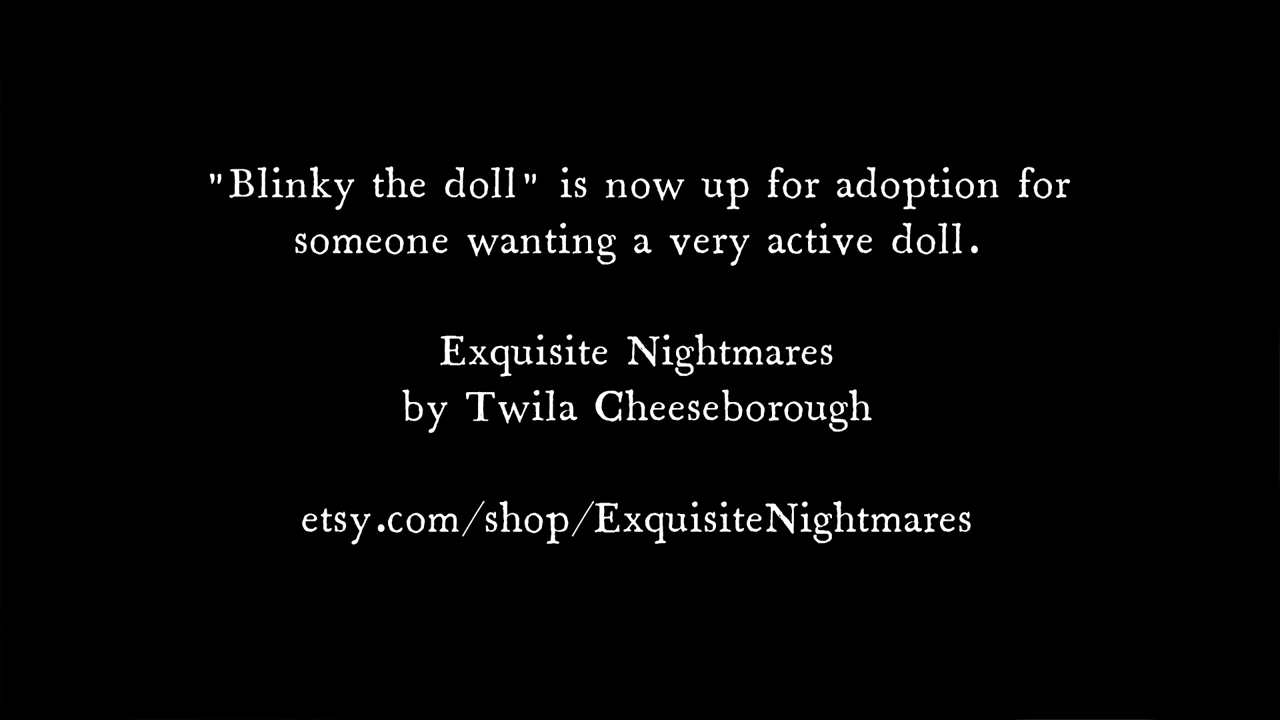 "Blinky the doll" is now up for adoption for
someone wanting a very active doll.
Exquisite Nightmares
by Twila Cheeseborough
etsy.com/shop/ExquisiteNightmares